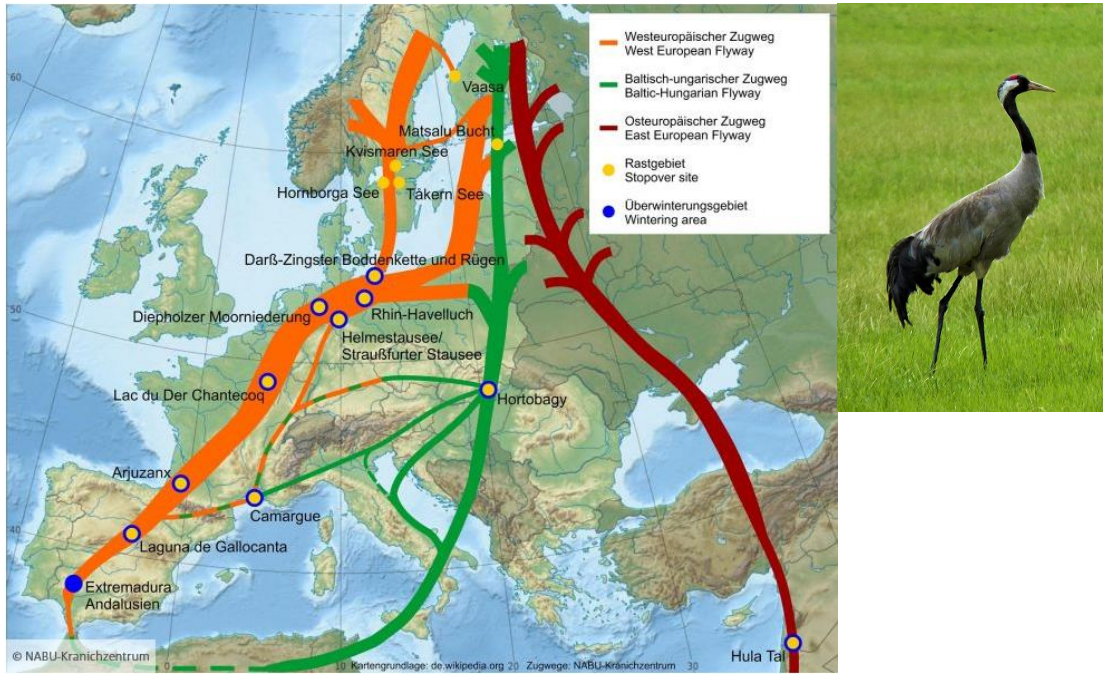 Westeuropäischer Zugweg
West European Flyway
Baltisch-ungarischer Zugweg
Baltic-Hungarian Flyway
Osteuropäischer Zugweg
East European Flyway
Rastgebiet
Stopover site
Überwinterungsgebiet
Wintering area
60
Vaasa
Matsalu Bucht
Kvismaren See
Hornborga See
Tåkern See
Darß-Zingster Boddenkette und Rügen
50
Diepholzer Moorniederung
Rhin-Havelluch
Helmestausee/
Straußfurter Stausee
Lac du Der Chantecoq
Hortobagy
Arjuzanx
40
Camargue
Laguna de Gallocanta
Extremadura
Andalusien
Hula Tal
© NABU-Kranichzentrum
0
10
Kartengrundlage: de.wikipedia.org
20
Zugwege: NABU-Kranichzentrum
30